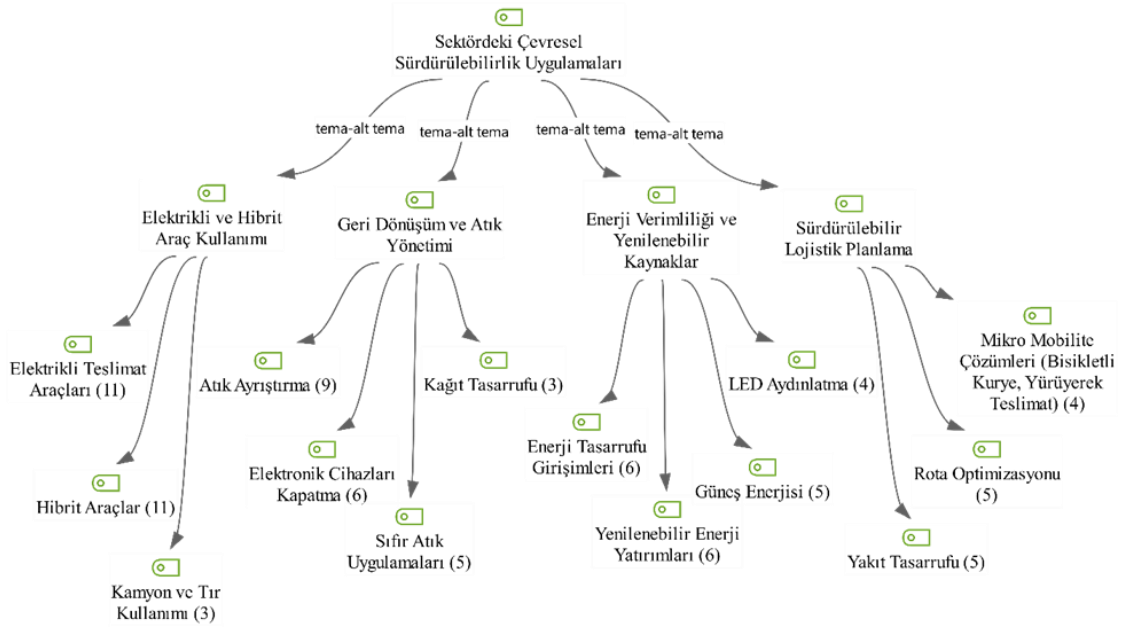 Sektördeki Çevresel
Sürdürülebilirlik Uygulamaları
tema-alt tema
tema-alt tema
tema-alt tema
tema-alt tema
Elektrikli ve Hibrit
Araç Kullanımı
Geri Dönüşüm ve Atık
Yönetimi
Enerji Verimliliği ve
Yenilenebilir
Kaynaklar
Sürdürülebilir
Lojistik Planlama
Elektrikli Teslimat
Araçları (11)
Hibrit Araçlar (11)
Kamyon ve Tır
Kullanımı (3)
Atık Ayrıştırma (9)
Elektronik Cihazları
Kapatma (6)
Sıfır Atık
Uygulamaları (5)
Kağıt Tasarrufu (3)
Enerji Tasarrufu
Girişimleri (6)
Yenilenebilir Enerji
Yatırımları (6)
Güneş Enerjisi (5)
LED Aydınlatma (4)
Yakıt Tasarrufu (5)
Rota Optimizasyonu
(5)
Mikro Mobilite
Çözümleri (Bisikletli
Kurye, Yürüyerek
Teslimat) (4)